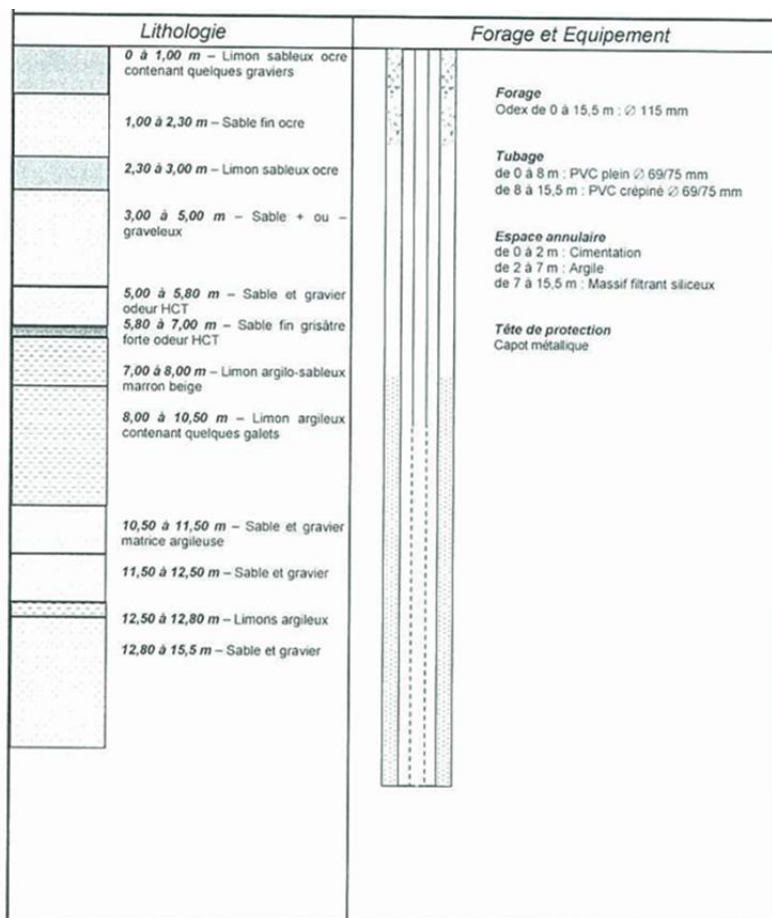 Lithologie
0 à 1,00 m – Limon sableux ocre
contenant quelques graviers
1,00 à 2,30 m – Sable fin ocre
2,30 à 3,00 m – Limon sableux ocre
3,00 à 5,00 m – Sable + ou –
graveleux
5,00 à 5,80 m – Sable et gravier
odeur HCT
5,80 à 7,00 m – Sable fin grisâtre
forte odeur HCT
7,00 à 8,00 m – Limon argilo-sableux
marron beige
8,00 à 10,50 m – Limon argileux
contenant quelques galets
10,50 à 11,50 m – Sable et gravier
matrice argileuse
11,50 à 12,50 m – Sable et gravier
12,50 à 12,80 m – Limons argileux
12,80 à 15,5 m – Sable et gravier
Forage et Equipement
Forage
Odex de 0 à 15,5 m : ∅ 115 mm
Tubage
de 0 à 8 m : PVC plein ∅ 69/75 mm
de 8 à 15,5 m : PVC crépiné ∅ 69/75 mm
Espace annulaire
de 0 à 2 m : Cimentation
de 2 à 7 m : Argile
de 7 à 15,5 m : Massif filtrant siliceux
Tête de protection
Capot métallique